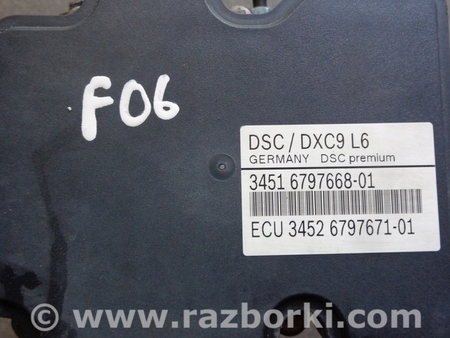 F06
DSC / DXC9 L6
GERMANY DSC premium
3451 6797668-01
ECU 3452 6797671-01
www.razborki.com